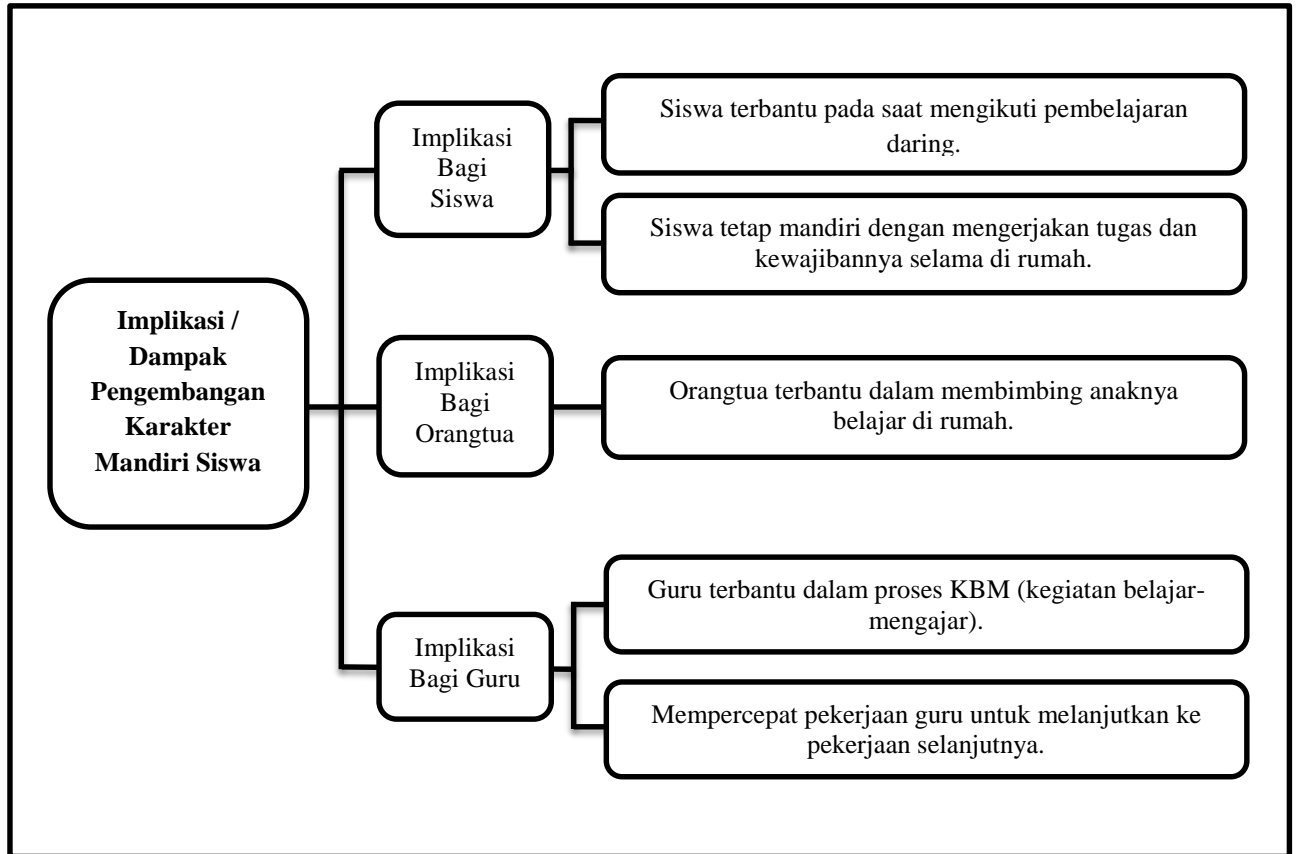 Implikasi /
Dampak
Pengembangan
Karakter
Mandiri Siswa
Implikasi
Bagi
Siswa
Siswa terbantu pada saat mengikuti pembelajaran
daring.
Siswa tetap mandiri dengan mengerjakan tugas dan
kewajibannya selama di rumah.
Implikasi
Bagi
Orangtua
Orangtua terbantu dalam membimbing anaknya
belajar di rumah.
Implikasi
Bagi Guru
Guru terbantu dalam proses KBM (kegiatan belajar-
mengajar).
Mempercepat pekerjaan guru untuk melanjutkan ke
pekerjaan selanjutnya.